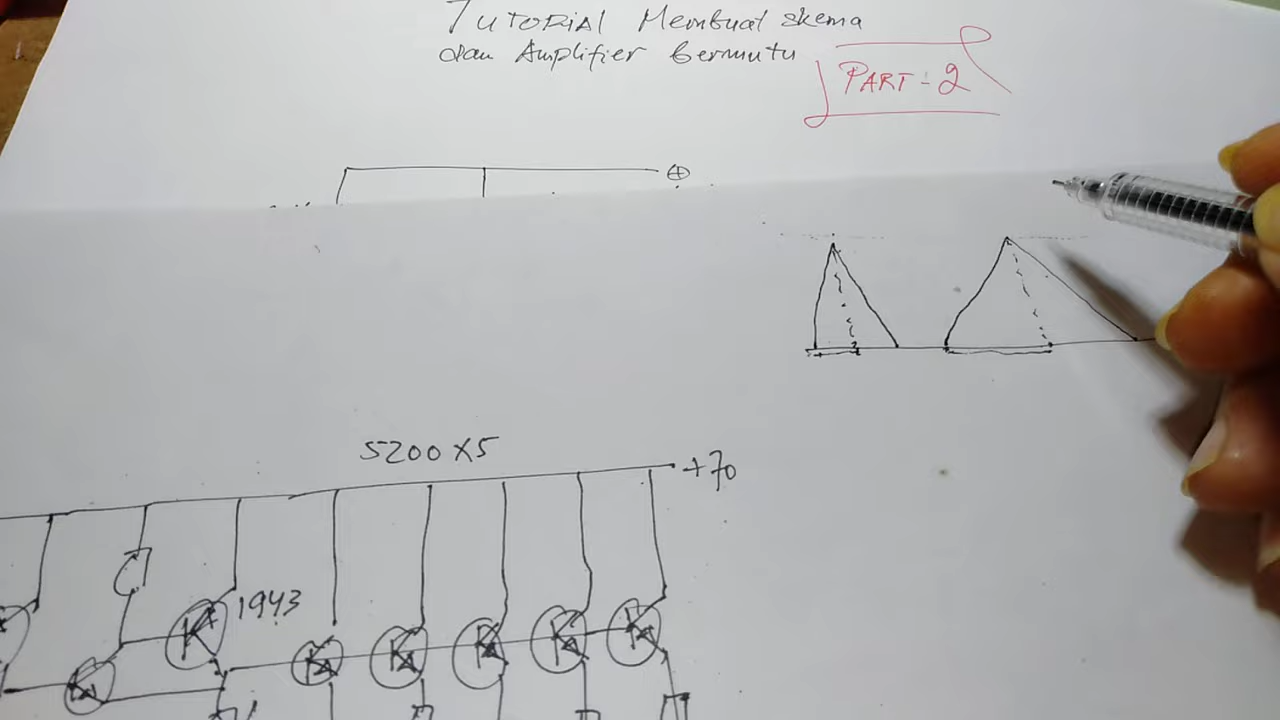 TUTORIAL Membuat skema
dan Amplifier Bermutu
PART-2
5200 X5
+70
1943